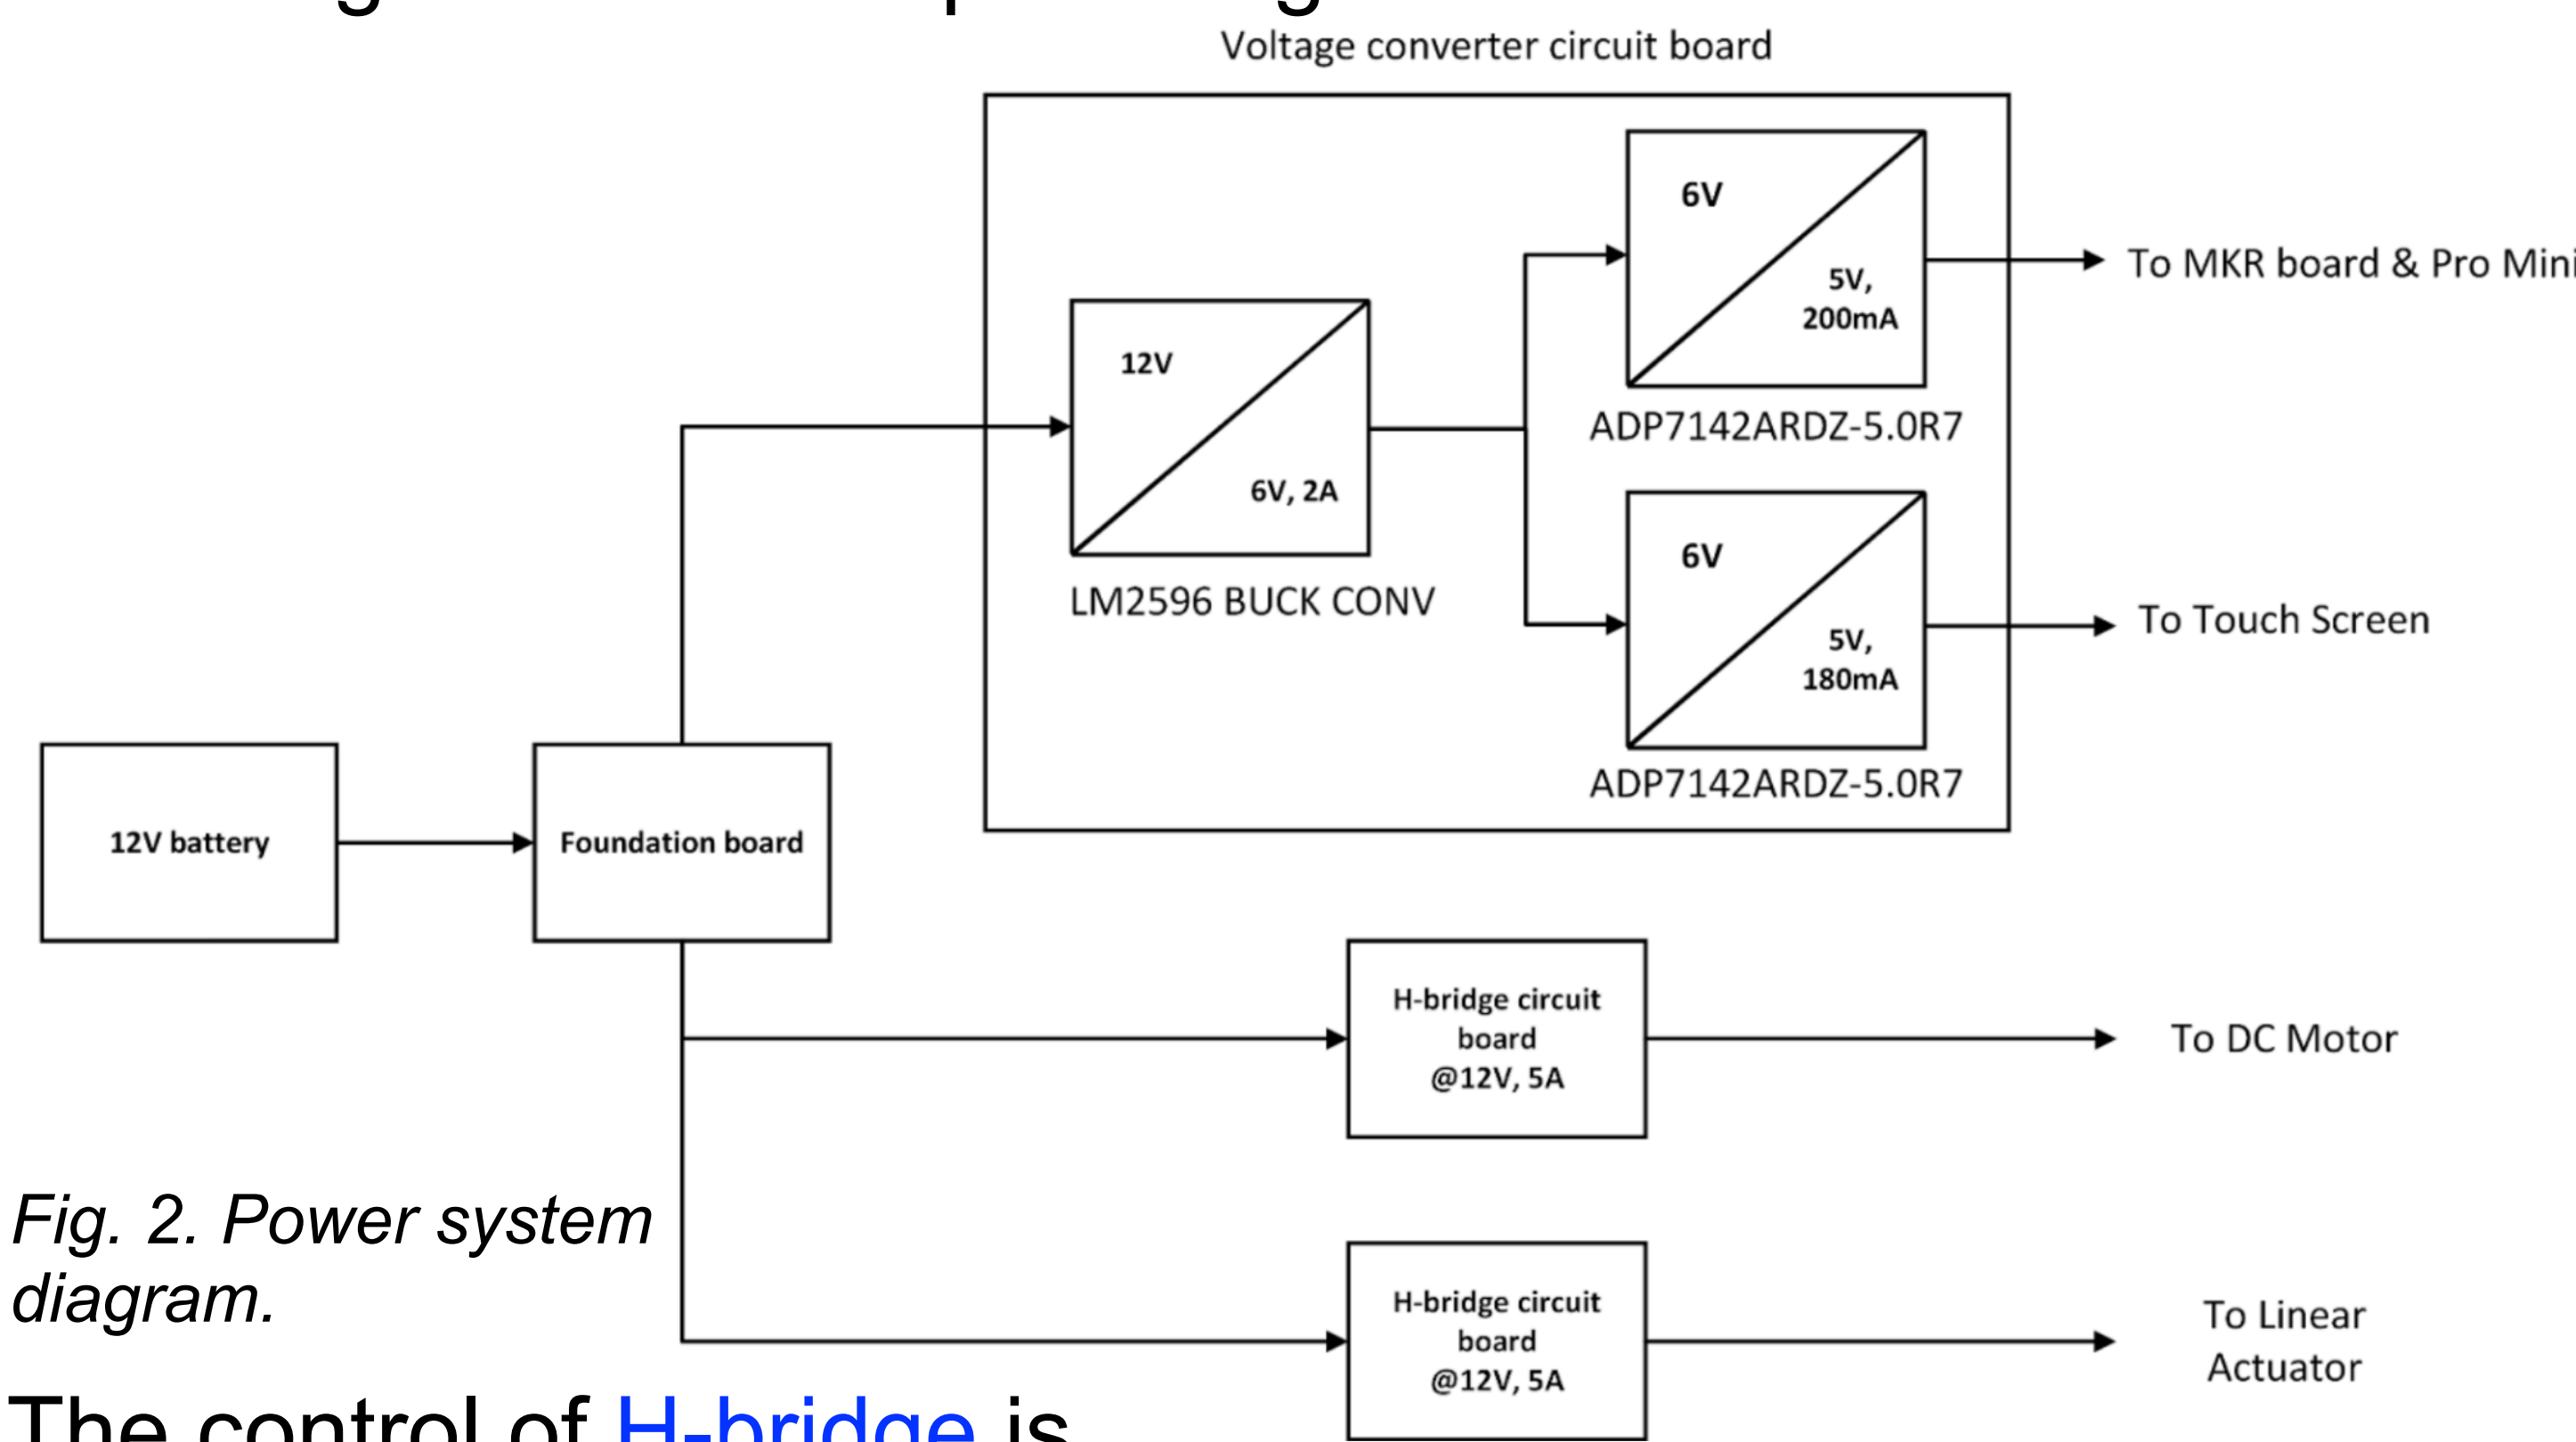 Voltage converter circuit board
6V
5V,
200mA
To MKR board & Pro Mini
ADP7142ARDZ-5.0R7
12V
6V, 2A
LM2596 BUCK CONV
6V
5V,
180mA
To Touch Screen
ADP7142ARDZ-5.0R7
12V battery
Foundation board
H-bridge circuit
board
@12V, 5A
To DC Motor
H-bridge circuit
board
@12V, 5A
To Linear
Actuator
Fig. 2. Power system
diagram.
The control of H-bridge is